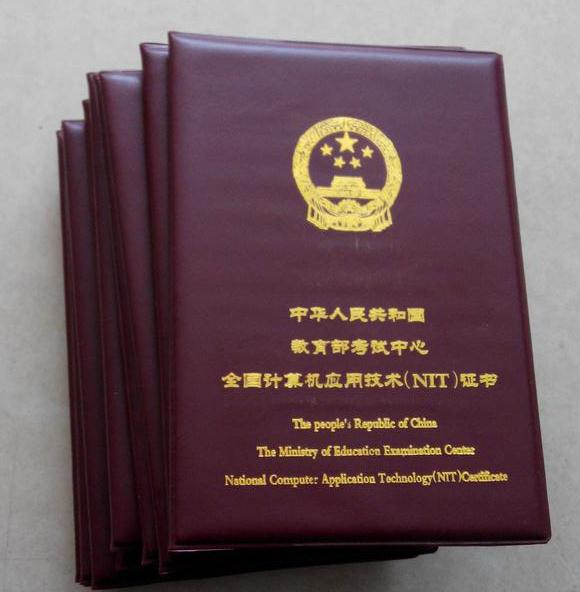 中华人民共和国
教育部考试中心
全国计算机应用技术(NIT)证书
The people's Republic of China
The Ministry of Education Examination Center
National Computer Application Technology(NIT)Certificate